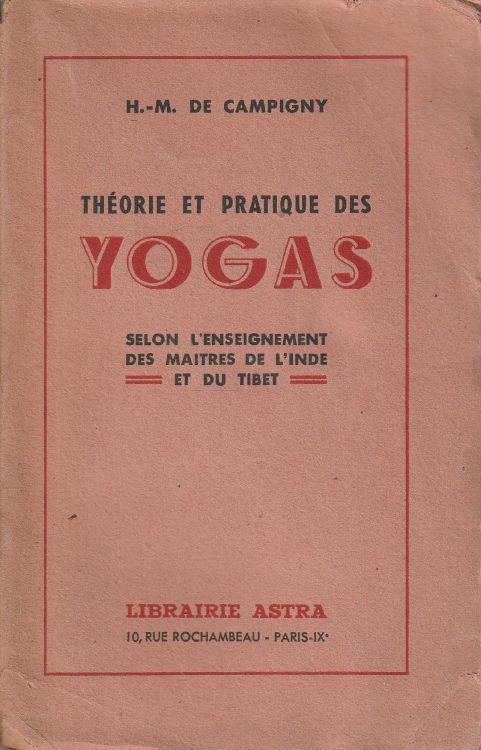 H.-M. DE CAMPIGNY
THÉORIE ET PRATIQUE DES
YOGAS
SELON L'ENSEIGNEMENT
DES MAITRES DE L'INDE
ET DU TIBET
LIBRAIRIE ASTRA
10, RUE ROCHAMBEAU - PARIS-IXᵉ